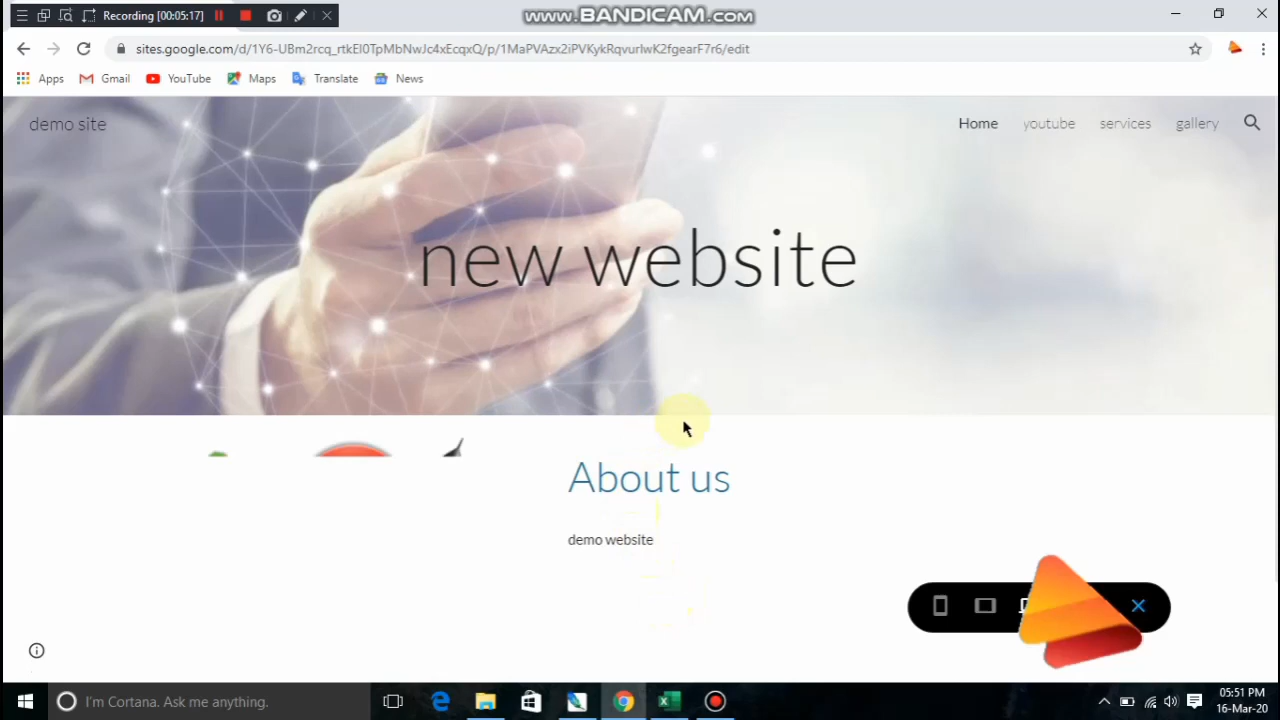 Recording [00:05:17]
www.BANDICAM.com
sites.google.com/d/1Y6-UBm2rcq_rtkEI0TpMbNwJc4xEcqxQ/p/1MaPVAzx2iPVKykRqvurIwK2fgearF7r6/edit
Apps Gmail YouTube Maps Translate News
demo site
Home youtube services gallery
new website
About us
demo website
I'm Cortana. Ask me anything.
05:51 PM
16-Mar-20